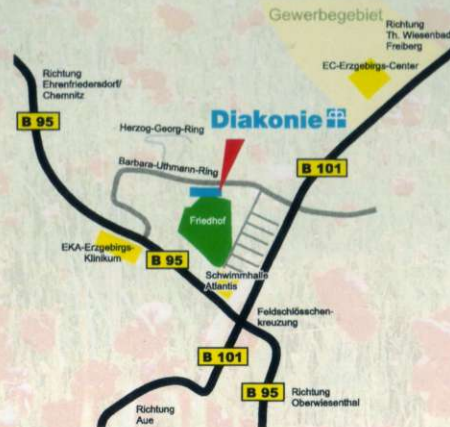 Gewerbegebiet
Richtung
Th. Wiesenbad
Freiberg
EC-Erzgebirgs-Center
Richtung
Ehrenfriedersdorf/
Chemnitz
B 95
Diakonie
Herzog-Georg-Ring
Barbara-Uthmann-Ring
B 101
Friedhof
EKA-Erzgebirgs-
Klinikum
B 95
Schwimmhalle
Atlantis
Feldschlösschen-
kreuzung
B 101
B 95
Richtung
Oberwiesenthal
Richtung
Aue